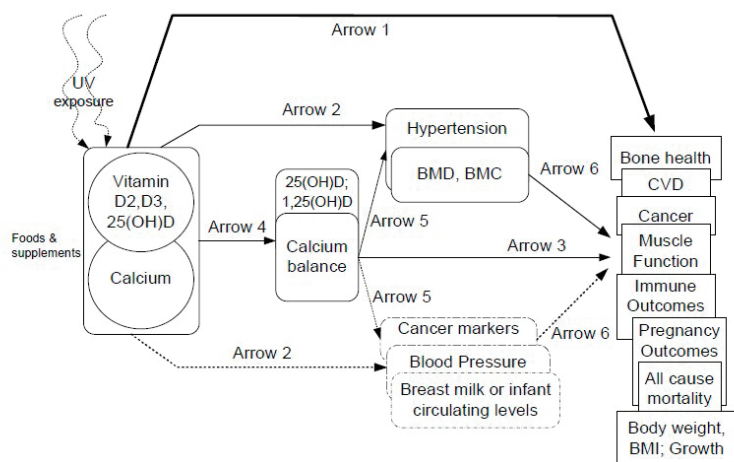 Arrow 1
UV
exposure
Arrow 2
Hypertension
BMD, BMC
Arrow 6
Bone health
CVD
Cancer
Muscle
Function
Immune
Outcomes
Pregnancy
Outcomes
All cause
mortality
Body weight,
BMI; Growth
Vitamin
D2,D3,
25(OH)D
Foods &
supplements
Calcium
Arrow 4
25(OH)D;
1,25(OH)D
Calcium
balance
Arrow 5
Arrow 3
Arrow 5
Arrow 2
Cancer markers
Blood Pressure
Breast milk or infant
circulating levels
Arrow 6